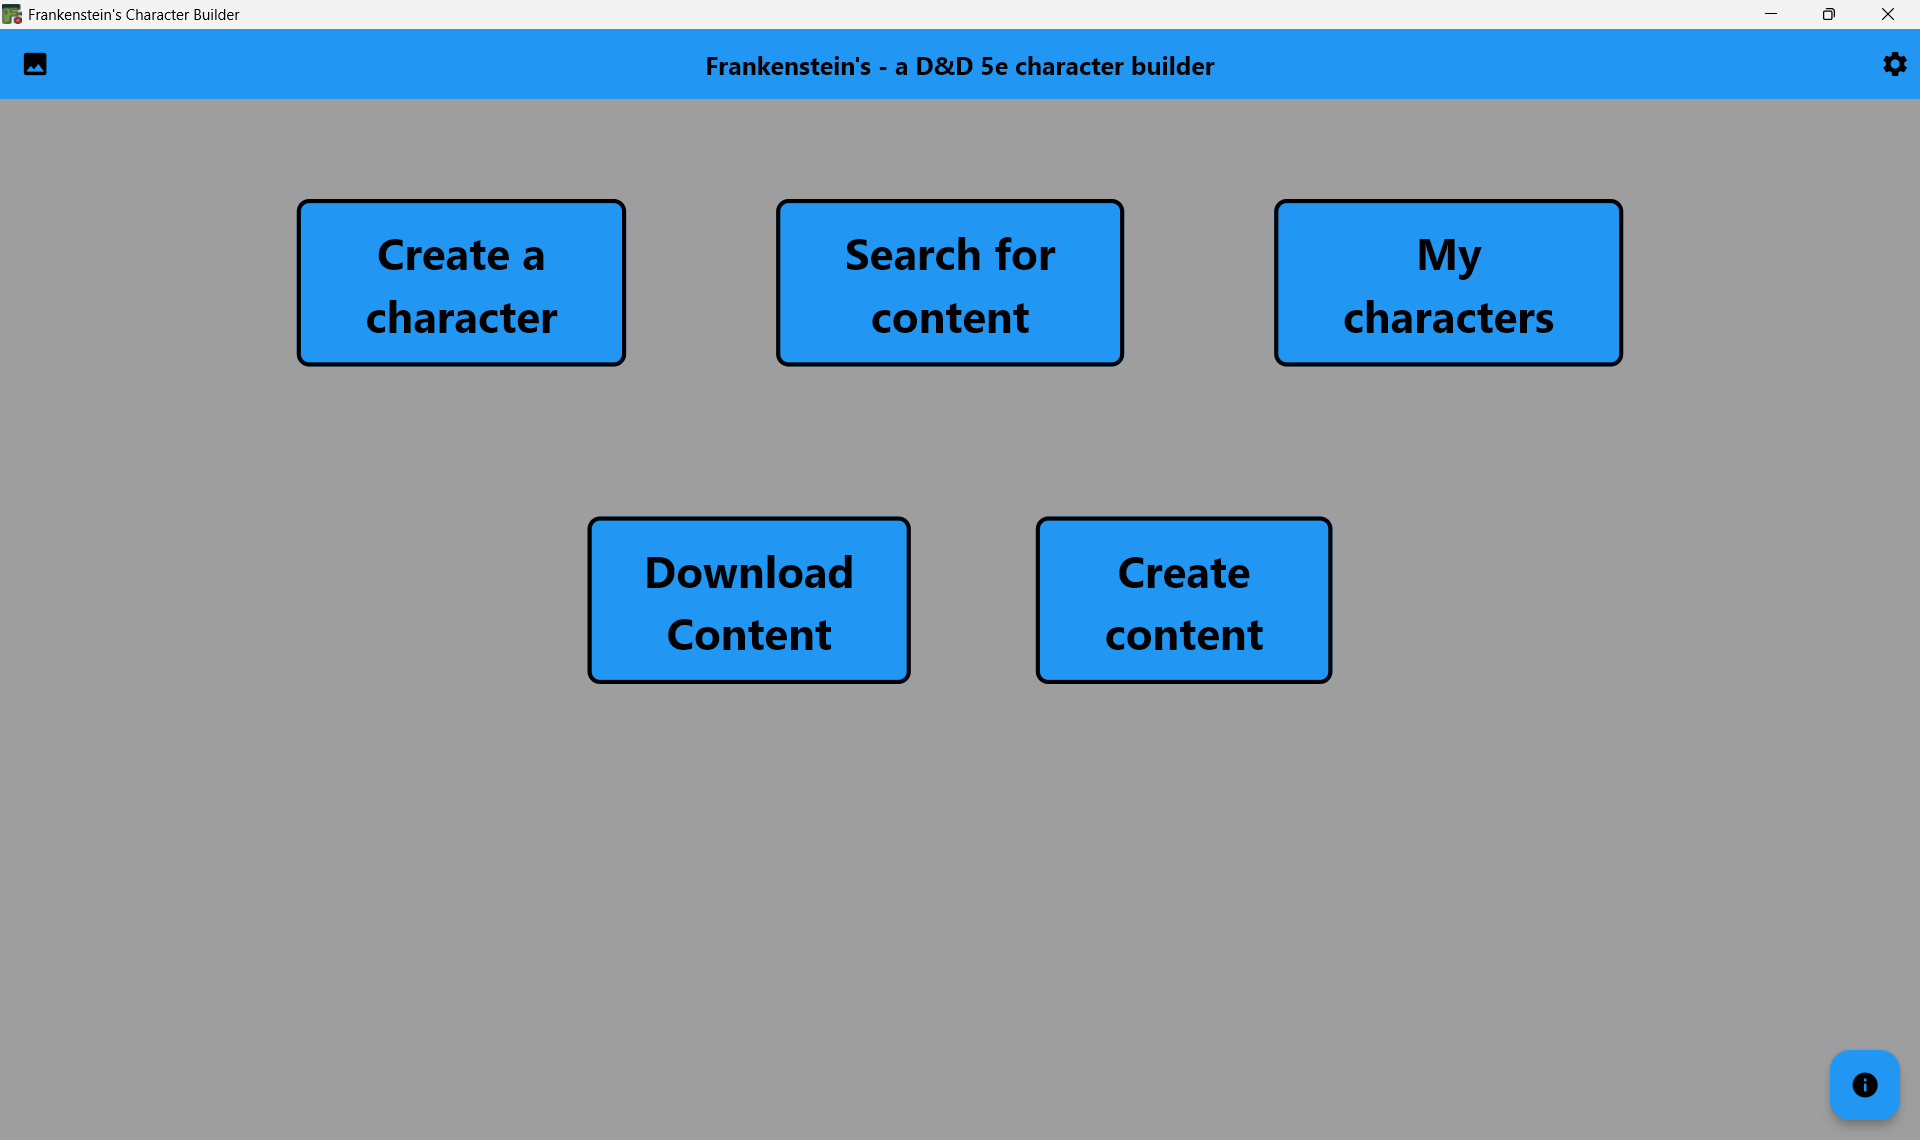 Frankenstein's Character Builder
Frankenstein's - a D&D 5e character builder
Create a
character
Search for
content
My
characters
Download
Content
Create
content